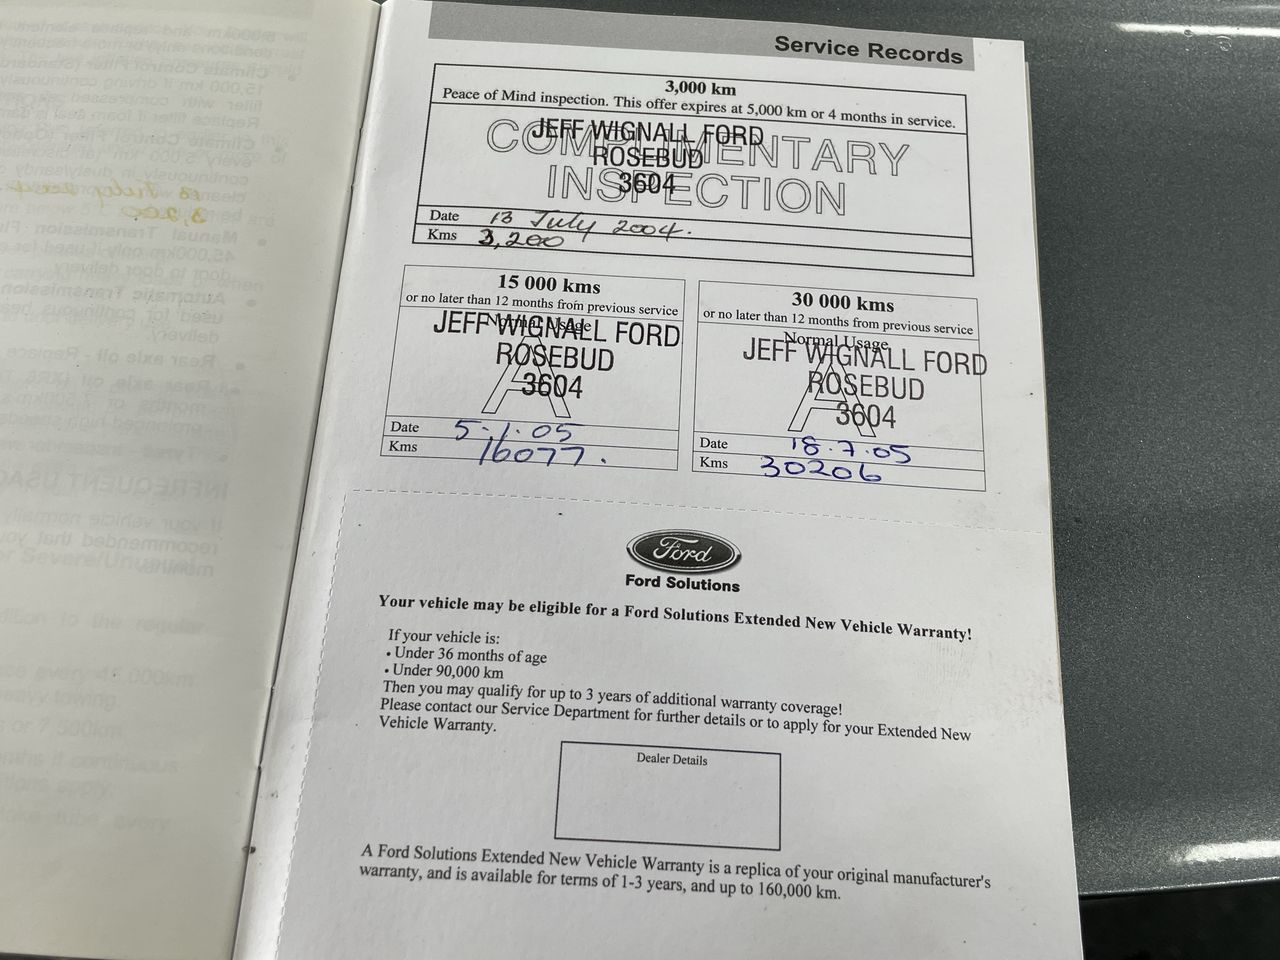 Service Records
3,000 km
Peace of Mind inspection. This offer expires at 5,000 km or 4 months in service.
COMPLIMENTARY
INSPECTION
JEFF WIGNALL FORD
ROSEBUD
3604
Date 13 July 2004.
Kms 3,200
15 000 kms
or no later than 12 months from previous service
Normal Usage
A
JEFF WIGNALL FORD
ROSEBUD
3604
Date 5.1.05
Kms 16077.
30 000 kms
or no later than 12 months from previous service
Normal Usage
A
JEFF WIGNALL FORD
ROSEBUD
3604
Date 18.7.05
Kms 30206
Ford
Ford Solutions
Your vehicle may be eligible for a Ford Solutions Extended New Vehicle Warranty!
If your vehicle is:
• Under 36 months of age
• Under 90,000 km
Then you may qualify for up to 3 years of additional warranty coverage!
Please contact our Service Department for further details or to apply for your Extended New
Vehicle Warranty.
Dealer Details
A Ford Solutions Extended New Vehicle Warranty is a replica of your original manufacturer's
warranty, and is available for terms of 1-3 years, and up to 160,000 km.